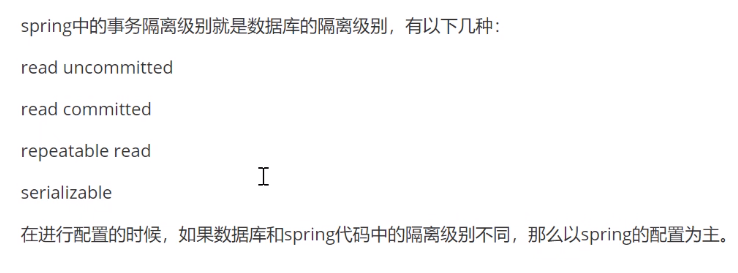 spring中的事务隔离级别就是数据库的隔离级别，有以下几种：
read uncommitted
read committed
repeatable read
serializable
在进行配置的时候，如果数据库和spring代码中的隔离级别不同，那么以spring的配置为主。